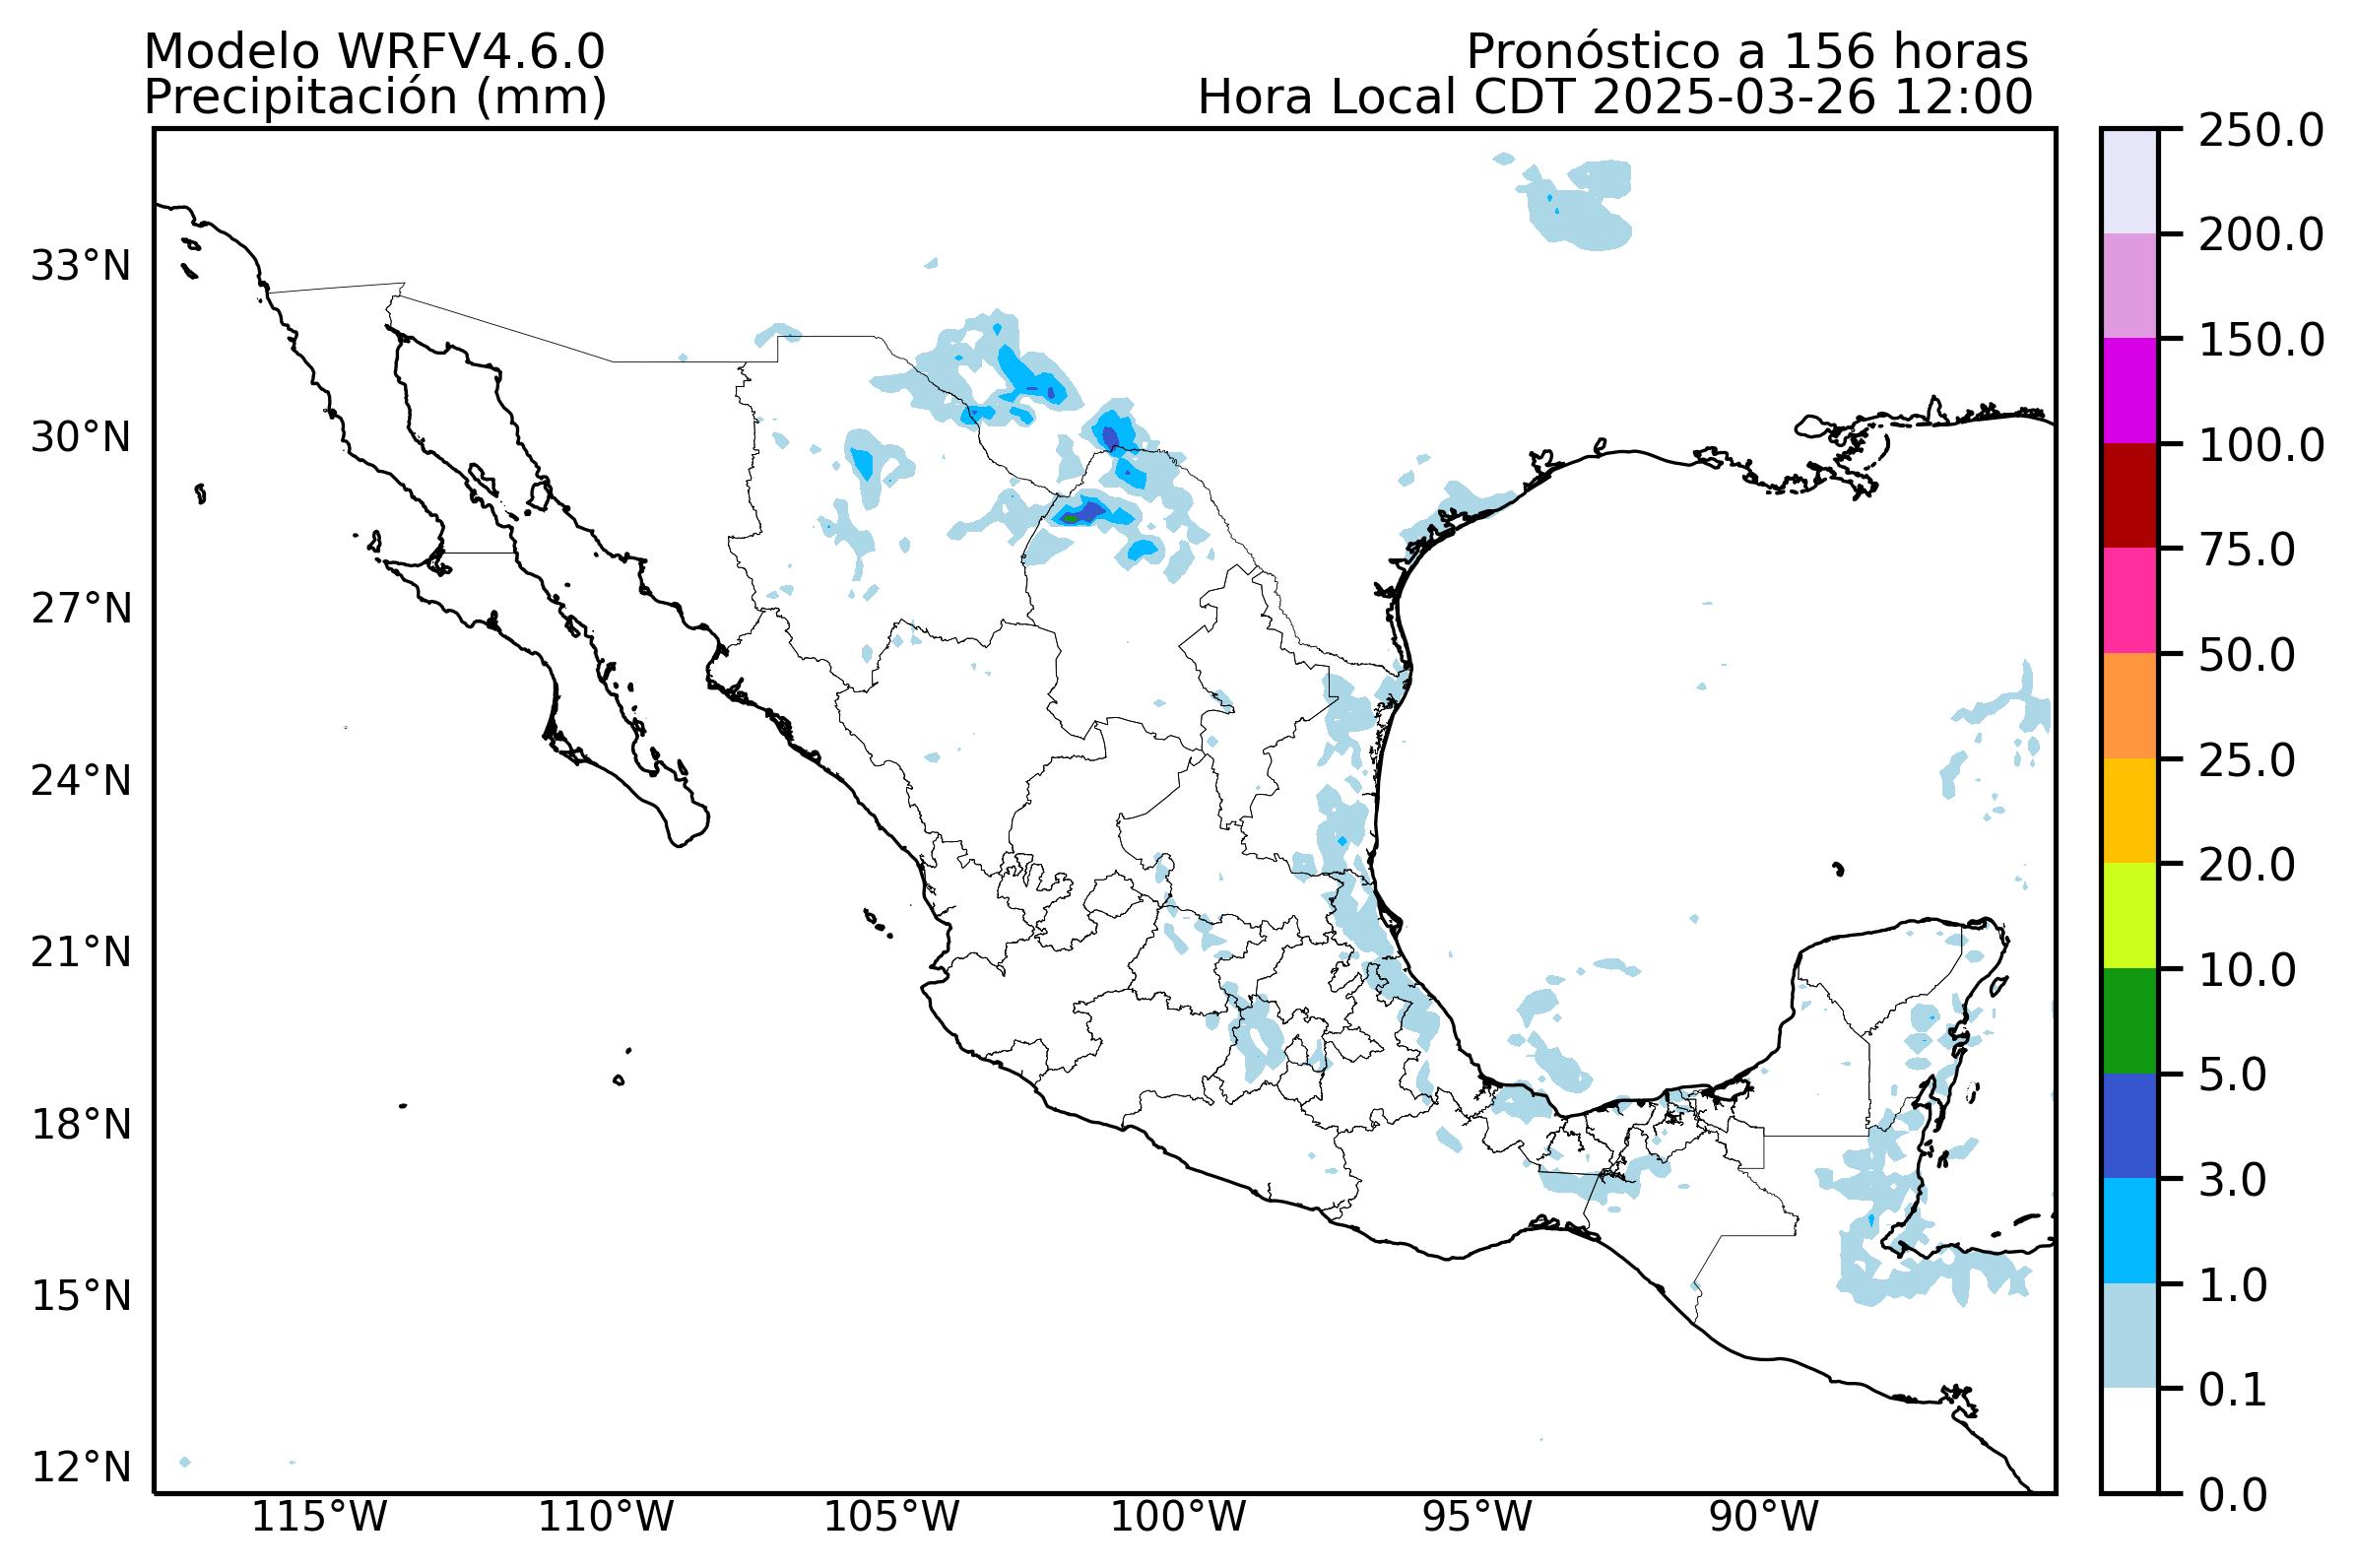 Modelo WRFV4.6.0
Precipitación (mm)
Pronóstico a 156 horas
Hora Local CDT 2025-03-26 12:00
33°N
30°N
27°N
24°N
21°N
18°N
15°N
12°N
115°W
110°W
105°W
100°W
95°W
90°W
250.0
200.0
150.0
100.0
75.0
50.0
25.0
20.0
10.0
5.0
3.0
1.0
0.1
0.0